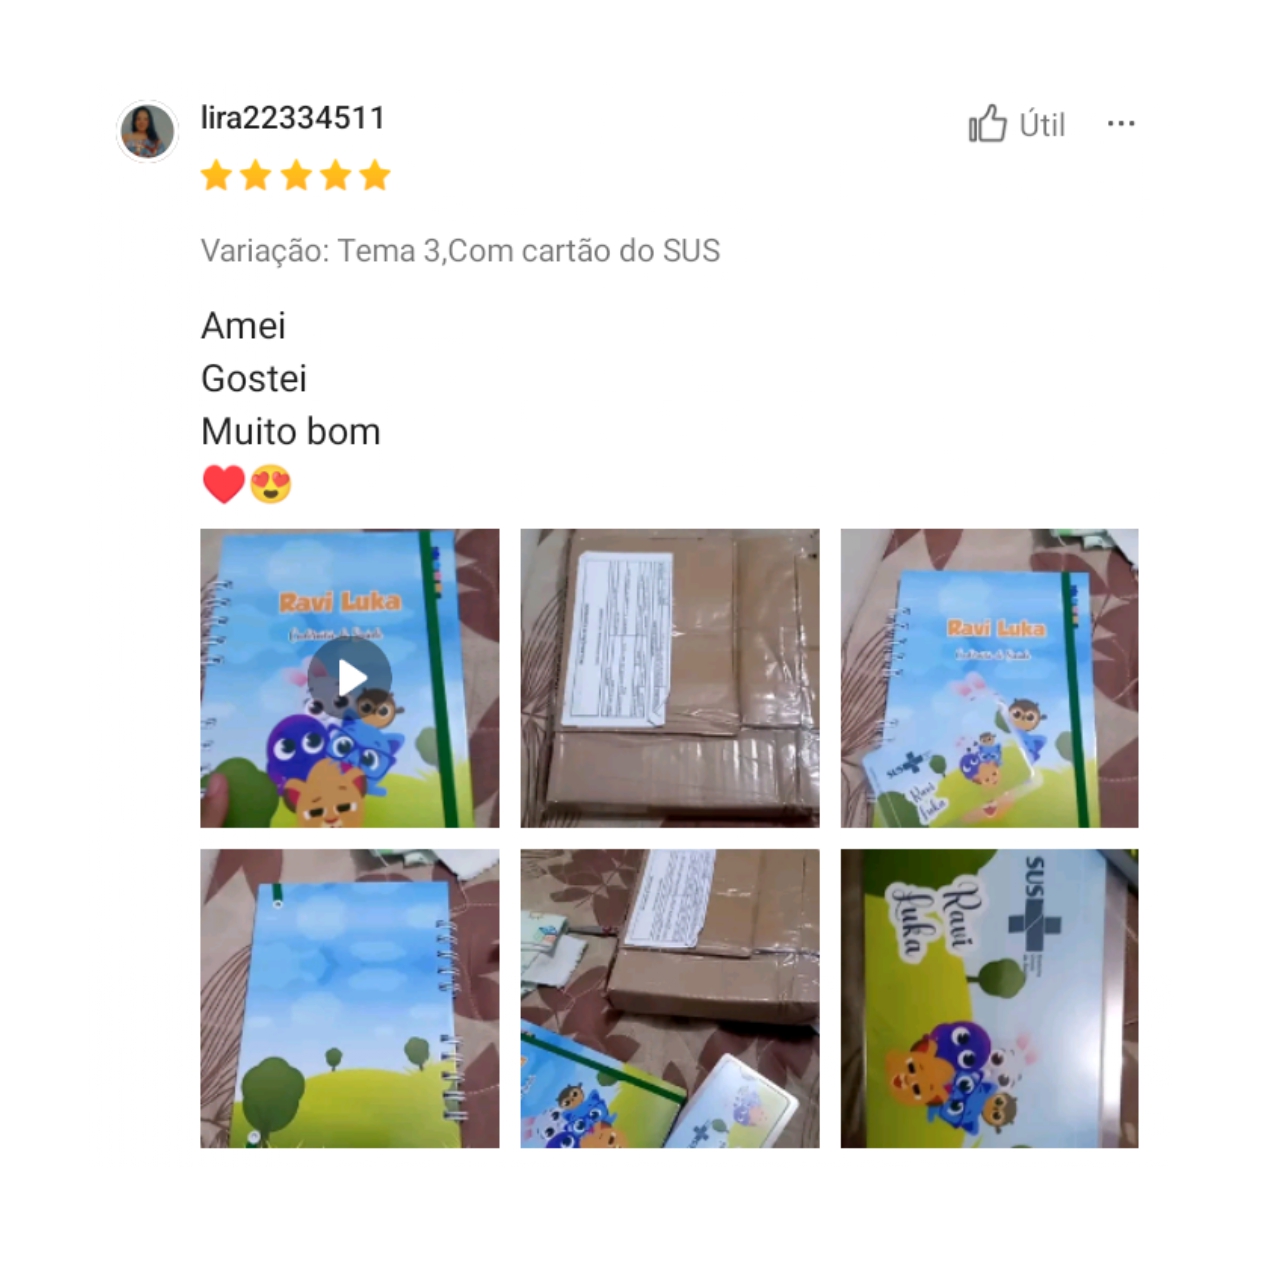 lira22334511
Útil
Variação: Tema 3,Com cartão do SUS
Amei
Gostei
Muito bom
❤️😍
Ravi Luka
Caderneta de Saúde
Ravi Luka
Caderneta de Saúde
SUS
Ravi
Luka
SUS
Ravi
Luka